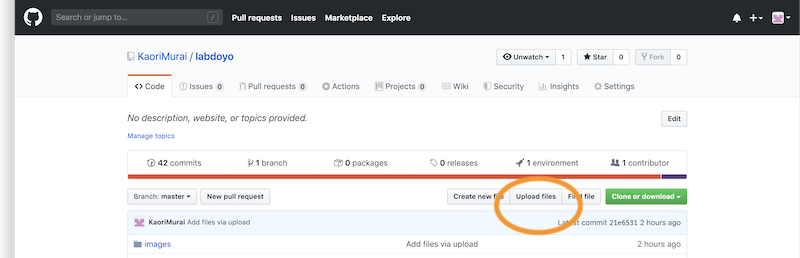 Search or jump to... / Pull requests Issues Marketplace Explore
KaoriMurai / labdoyo Unwatch 1 Star 0 Fork 0
Code Issues 0 Pull requests 0 Actions Projects 0 Wiki Security Insights Settings
No description, website, or topics provided. Edit
Manage topics
42 commits 1 branch 0 packages 0 releases 1 environment 1 contributor
Branch: master New pull request Create new file Upload files Find file Clone or download
KaoriMurai Add files via upload Latest commit 21e6531 2 hours ago
images Add files via upload 2 hours ago